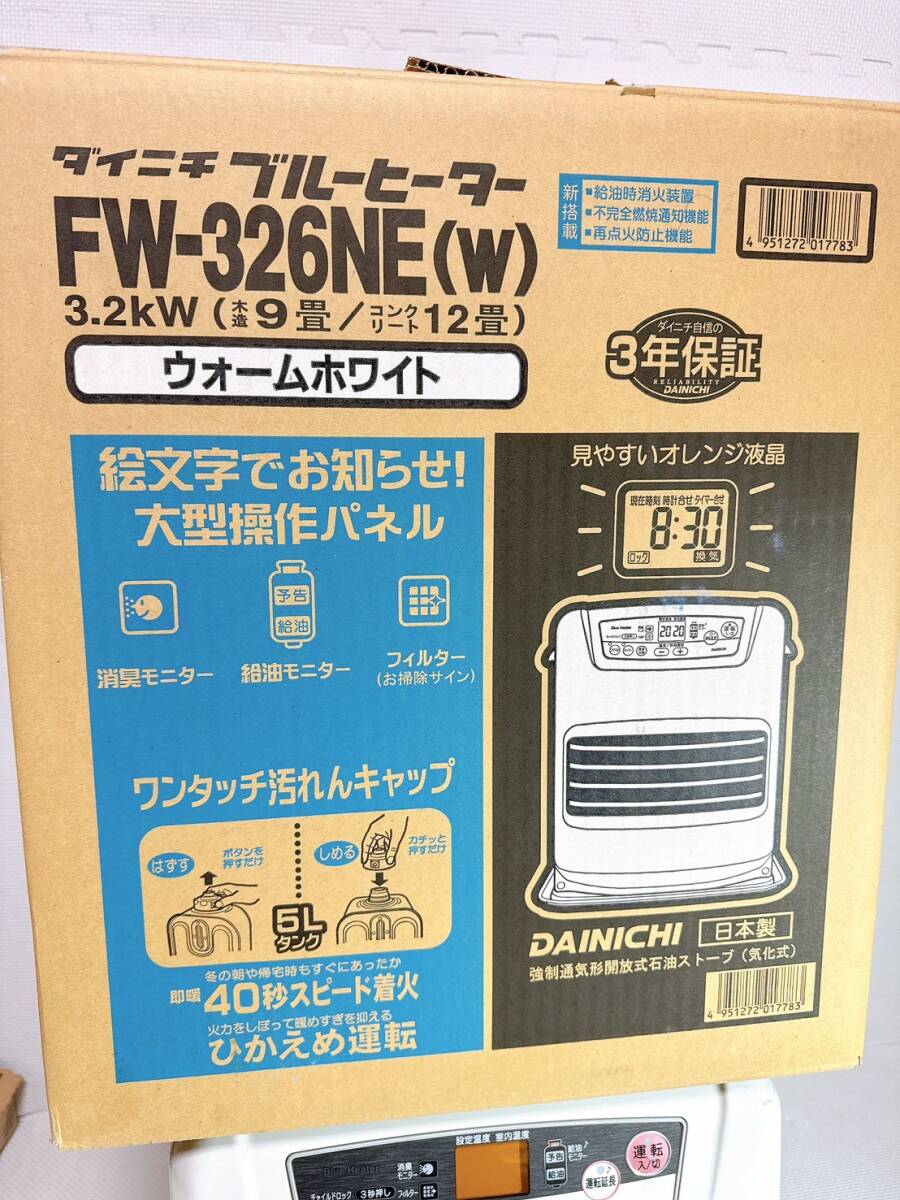 ダイニチ ブルーヒーター
FW-326NE(W)
3.2kW（木造9畳／コンクリート12畳）
ウォームホワイト
新搭載
■給油時消火装置
■不完全燃焼通知機能
■再点火防止機能
4 951272 017783
ダイニチ自信の
3年保証
RELIABILITY
DAINICHI
絵文字でお知らせ！
大型操作パネル
予告
給油
消臭モニター
給油モニター
フィルター
（お掃除サイン）
ワンタッチ汚れんキャップ
はずす
ボタンを
押すだけ
しめる
カチッと
押すだけ
5L
タンク
冬の朝や帰宅時もすぐにあったか
即暖 40秒スピード着火
火力をしぼって暖めすぎを抑える
ひかえめ運転
見やすいオレンジ液晶
現在時刻 時計合せ タイマー合せ
8:30
ロック
換気
Blue Heater
20 20
DAINICHI
DAINICHI 日本製
強制通気形開放式石油ストーブ（気化式）
4 951272 017783
設定温度 室内温度
Blue Heater
消臭
モニター
チャイルドロック 3秒押し フィルター
予告
給油
給油♪
モニター
運転延長
運転
入/切